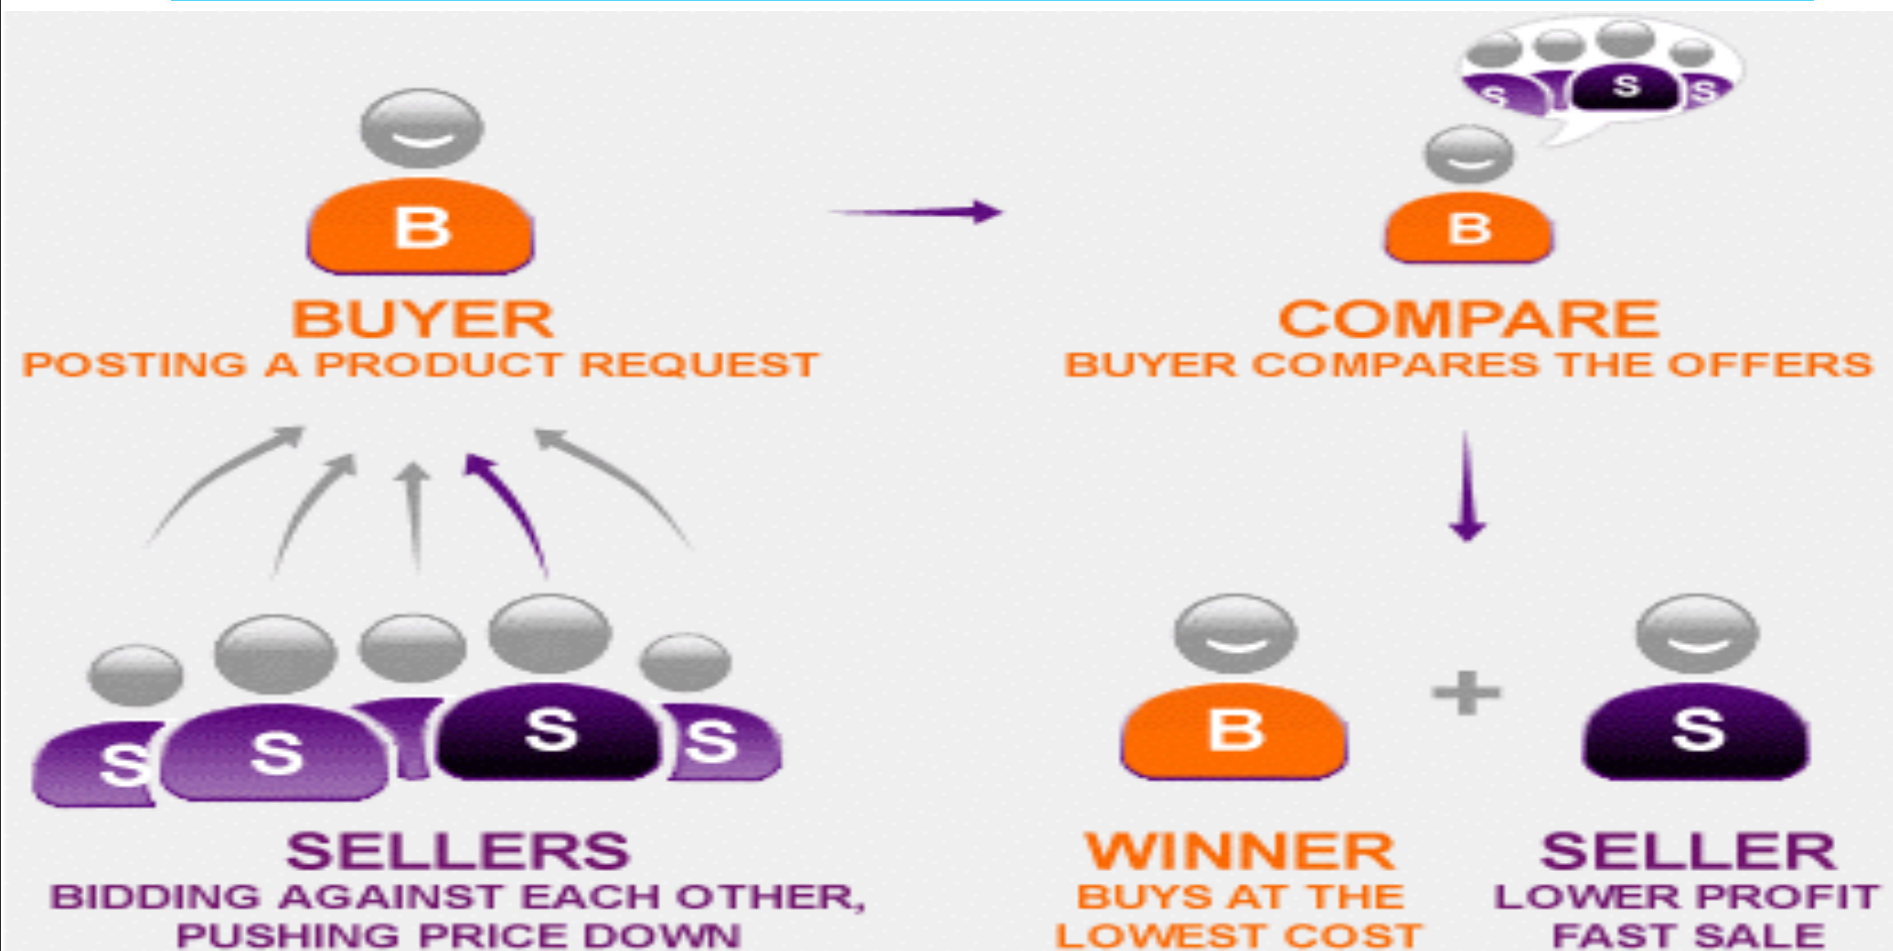 S
S
S
B
BUYER
POSTING A PRODUCT REQUEST
B
COMPARE
BUYER COMPARES THE OFFERS
S
S
S
S
SELLERS
BIDDING AGAINST EACH OTHER,
PUSHING PRICE DOWN
B
+
S
WINNER
BUYS AT THE
LOWEST COST
SELLER
LOWER PROFIT
FAST SALE